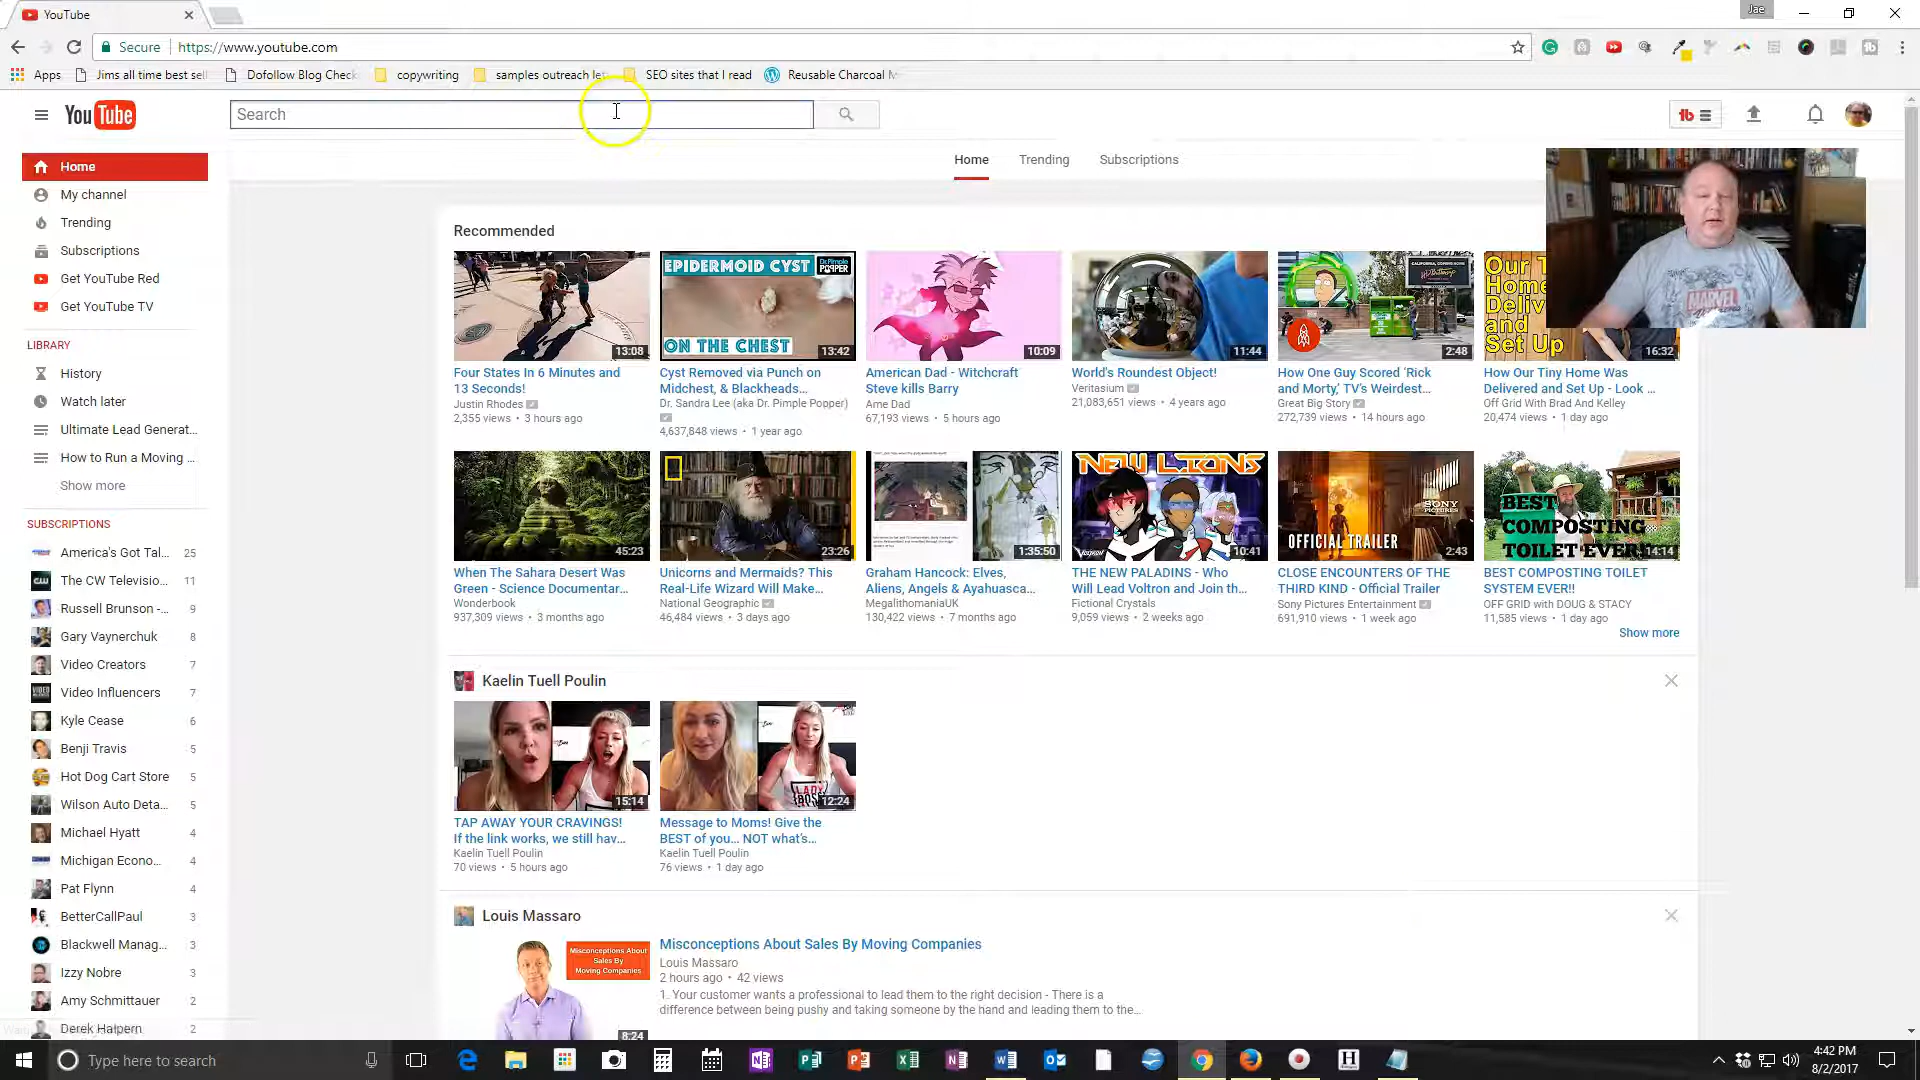 YouTube
Jae
Secure
https://www.youtube.com
Apps
Jims all time best sell
Dofollow Blog Check
copywriting
samples outreach let
SEO sites that I read
Reusable Charcoal M
YouTube
Search
Home
Trending
Subscriptions
Home
My channel
Trending
Subscriptions
Get YouTube Red
Get YouTube TV
LIBRARY
History
Watch later
Ultimate Lead Generat...
How to Run a Moving ...
Show more
SUBSCRIPTIONS
America's Got Tal... 25
The CW Televisio... 11
Russell Brunson -... 9
Gary Vaynerchuk 8
Video Creators 7
Video Influencers 7
Kyle Cease 6
Benji Travis 5
Hot Dog Cart Store 5
Wilson Auto Deta... 5
Michael Hyatt 4
Michigan Econo... 4
Pat Flynn 4
BetterCallPaul 3
Blackwell Manag... 3
Izzy Nobre 3
Amy Schmittauer 2
Derek Halpern 2
Recommended
13:08
Four States In 6 Minutes and
13 Seconds!
Justin Rhodes
2,355 views • 3 hours ago
EPIDERMOID CYST
ON THE CHEST
13:42
Cyst Removed via Punch on
Midchest, & Blackheads...
Dr. Sandra Lee (aka Dr. Pimple Popper)
4,637,848 views • 1 year ago
10:09
American Dad - Witchcraft
Steve kills Barry
Ame Dad
67,193 views • 5 hours ago
11:44
World's Roundest Object!
Veritasium
21,083,651 views • 4 years ago
2:48
How One Guy Scored 'Rick
and Morty,' TV's Weirdest...
Great Big Story
272,739 views • 14 hours ago
Our T
Home
Deliv
and
Set Up
16:32
How Our Tiny Home Was
Delivered and Set Up - Look ...
Off Grid With Brad And Kelley
20,474 views • 1 day ago
MARVEL
45:23
When The Sahara Desert Was
Green - Science Documentar...
Wonderbook
937,309 views • 3 months ago
23:26
Unicorns and Mermaids? This
Real-Life Wizard Will Make...
National Geographic
46,484 views • 3 days ago
1:35:50
Graham Hancock: Elves,
Aliens, Angels & Ayahuasca...
MegalithomaniaUK
130,422 views • 7 months ago
NEW LIONS
10:41
THE NEW PALADINS - Who
Will Lead Voltron and Join th...
Fictional Crystals
9,059 views • 2 weeks ago
SONY
PICTURES
OFFICIAL TRAILER
2:43
CLOSE ENCOUNTERS OF THE
THIRD KIND - Official Trailer
Sony Pictures Entertainment
691,910 views • 1 week ago
BEST
COMPOSTING
TOILET EVER
14:14
BEST COMPOSTING TOILET
SYSTEM EVER!!
OFF GRID with DOUG & STACY
11,585 views • 1 day ago
Show more
Kaelin Tuell Poulin
15:14
TAP AWAY YOUR CRAVINGS!
If the link works, we still hav...
Kaelin Tuell Poulin
70 views • 5 hours ago
LADY
BOSS
12:24
Message to Moms! Give the
BEST of you... NOT what's...
Kaelin Tuell Poulin
76 views • 1 day ago
Louis Massaro
Misconceptions About
Sales By
Moving Companies
8:24
Misconceptions About Sales By Moving Companies
Louis Massaro
2 hours ago • 42 views
1. Your customer wants a professional to lead them to the right decision - There is a
difference between being pushy and taking someone by the hand and leading them to the...
Type here to search
4:42 PM
8/2/2017